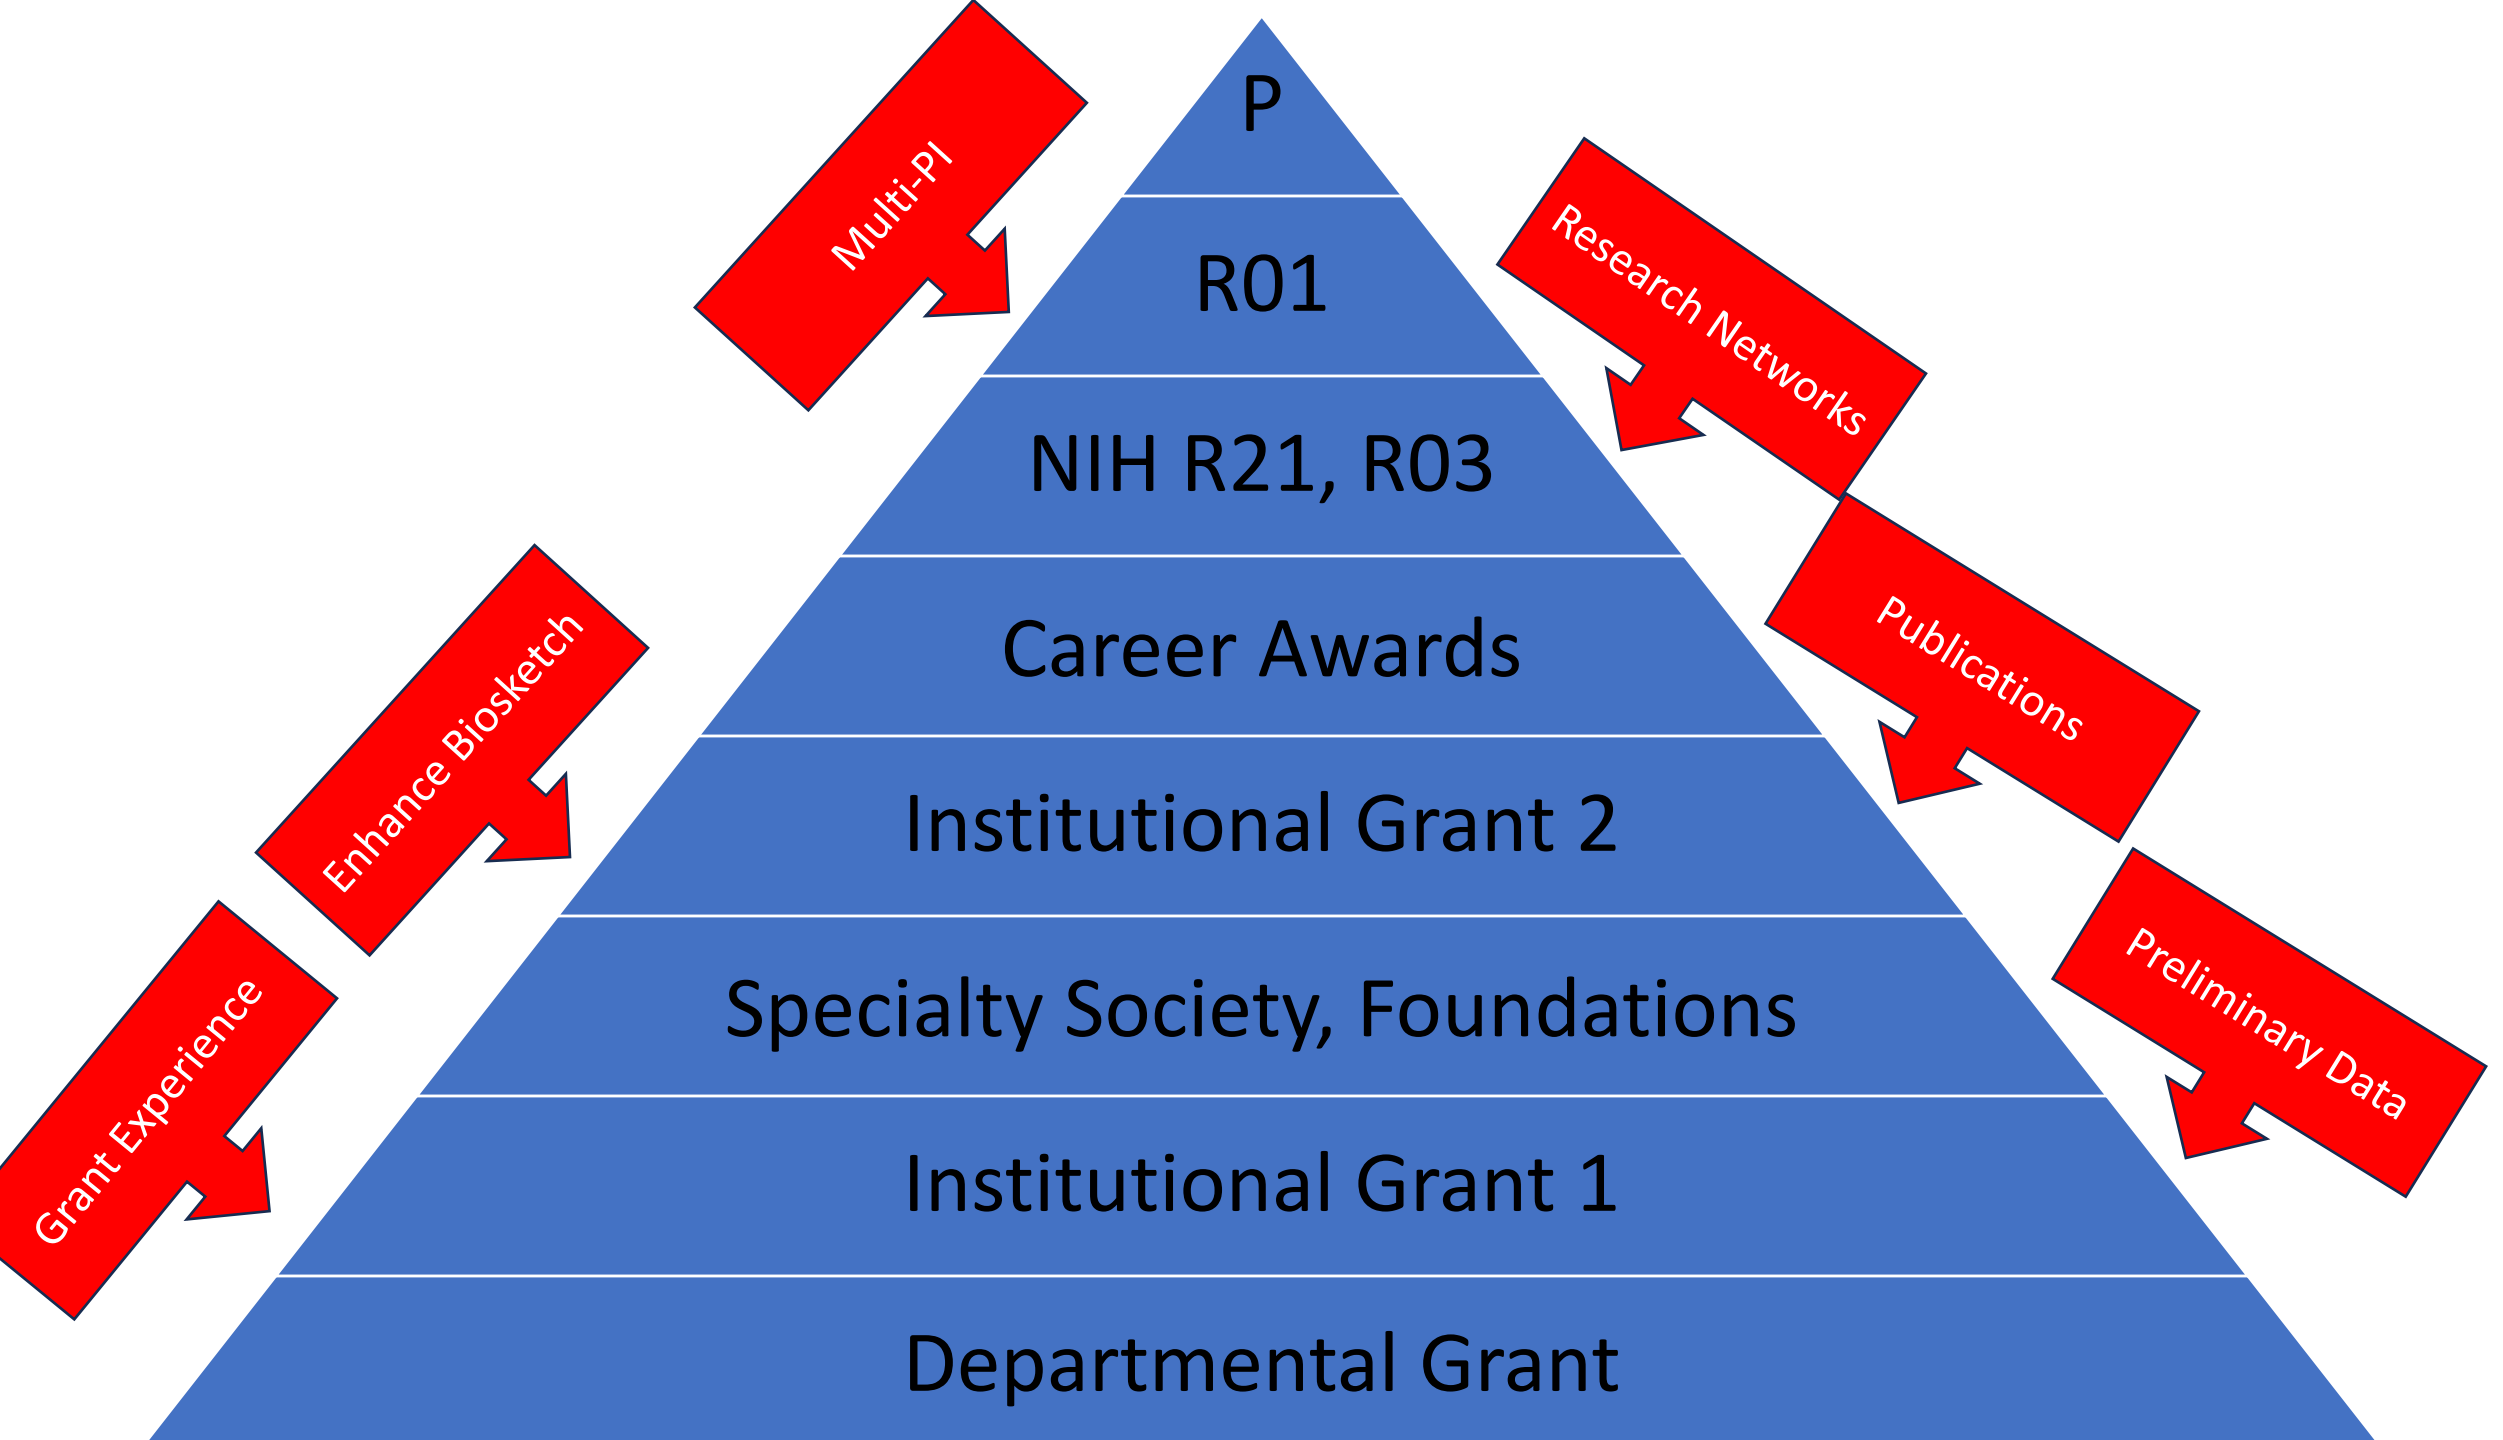 P
Multi-PI
R01
Research Networks
NIH R21, R03
Career Awards
Enhance Biosketch
Publications
Institutional Grant 2
Specialty Society, Foundations
Grant Experience
Preliminary Data
Institutional Grant 1
Departmental Grant